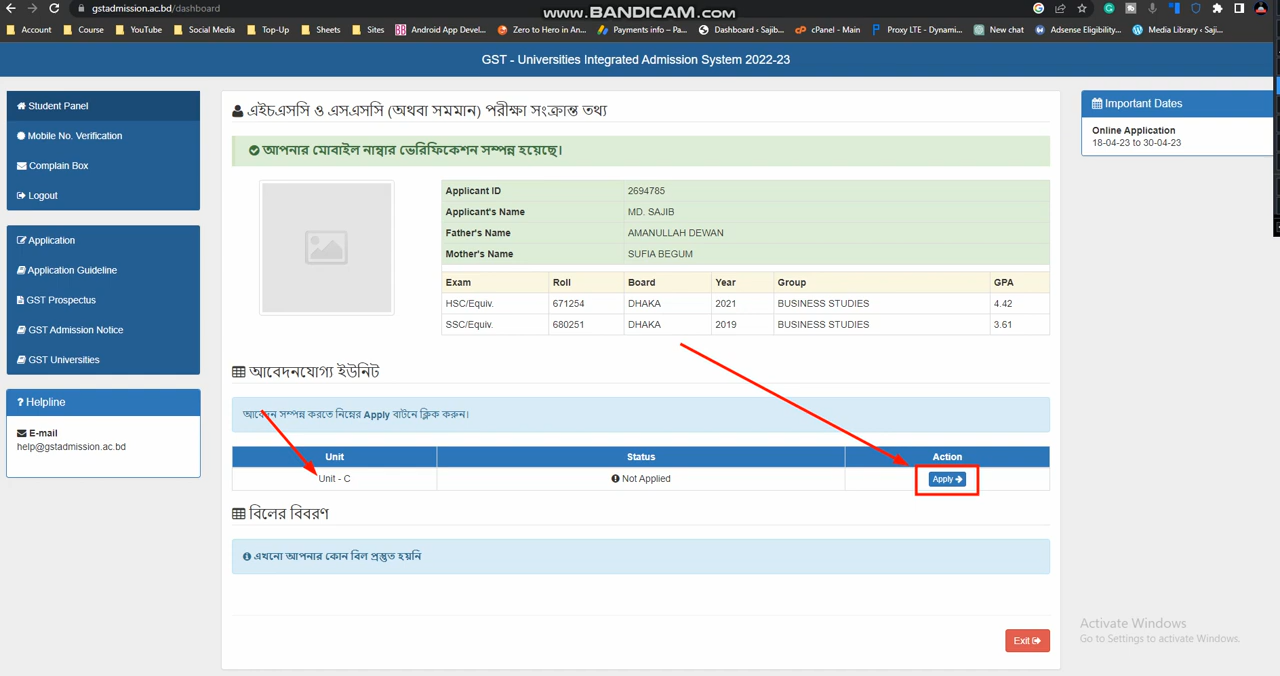 gstadmission.ac.bd/dashboard
www.BANDICAM.com
Account Course YouTube Social Media Top-Up Sheets Sites Android App Devel... Zero to Hero in An... Payments info – Pa... Dashboard ‹ Sajib... cPanel - Main Proxy LTE - Dynami... New chat Adsense Eligibility... Media Library ‹ Saji...
GST - Universities Integrated Admission System 2022-23
Student Panel
Mobile No. Verification
Complain Box
Logout
Application
Application Guideline
GST Prospectus
GST Admission Notice
GST Universities
? Helpline
E-mail
help@gstadmission.ac.bd
এইচএসসি ও এসএসসি (অথবা সমমান) পরীক্ষা সংক্রান্ত তথ্য
আপনার মোবাইল নাম্বার ভেরিফিকেশন সম্পন্ন হয়েছে।
Applicant ID 2694785
Applicant's Name MD. SAJIB
Father's Name AMANULLAH DEWAN
Mother's Name SUFIA BEGUM
Exam Roll Board Year Group GPA
HSC/Equiv. 671254 DHAKA 2021 BUSINESS STUDIES 4.42
SSC/Equiv. 680251 DHAKA 2019 BUSINESS STUDIES 3.61
আবেদনযোগ্য ইউনিট
আবেদন সম্পন্ন করতে নিম্নের Apply বাটনে ক্লিক করুন।
Unit Status Action
Unit - C Not Applied Apply
বিলের বিবরণ
এখনো আপনার কোন বিল প্রস্তুত হয়নি
Exit
Important Dates
Online Application
18-04-23 to 30-04-23
Activate Windows
Go to Settings to activate Windows.